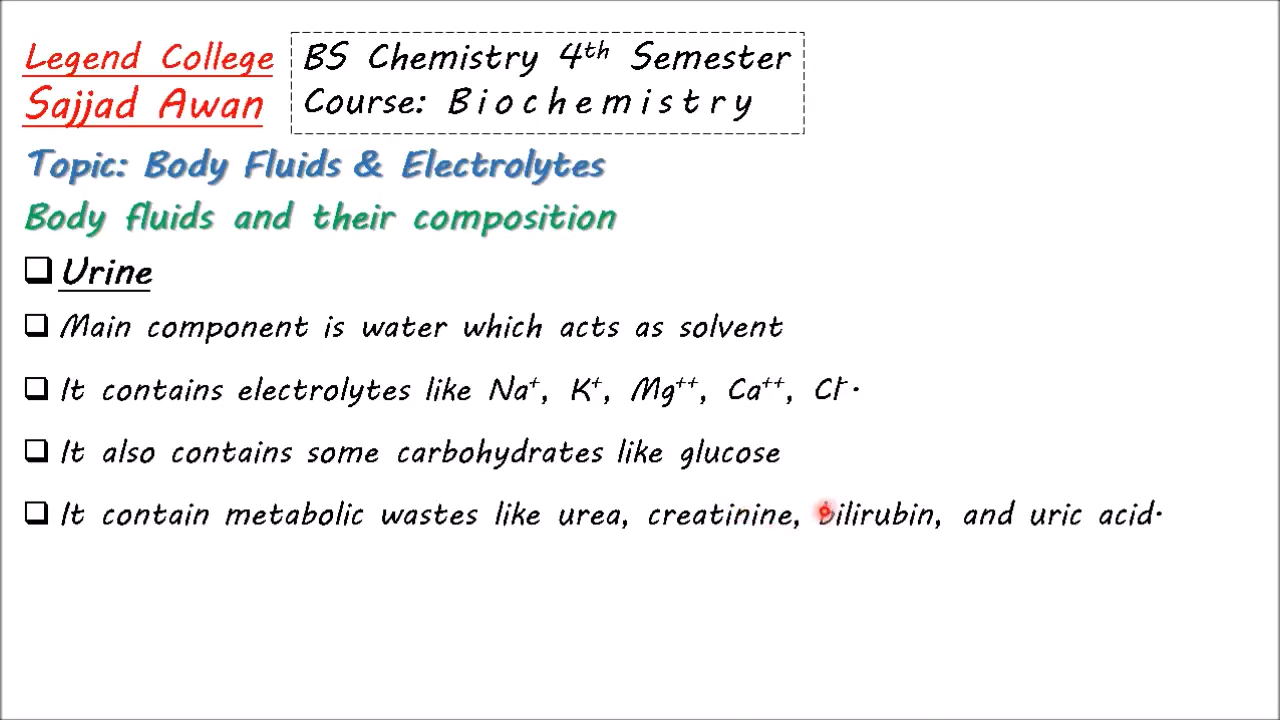 Legend College
Sajjad Awan
BS Chemistry 4th Semester
Course: Biochemistry
Topic: Body Fluids & Electrolytes
Body fluids and their composition
❑ Urine
❑ Main component is water which acts as solvent
❑ It contains electrolytes like Na⁺, K⁺, Mg⁺⁺, Ca⁺⁺, Cl⁻.
❑ It also contains some carbohydrates like glucose
❑ It contain metabolic wastes like urea, creatinine, bilirubin, and uric acid.